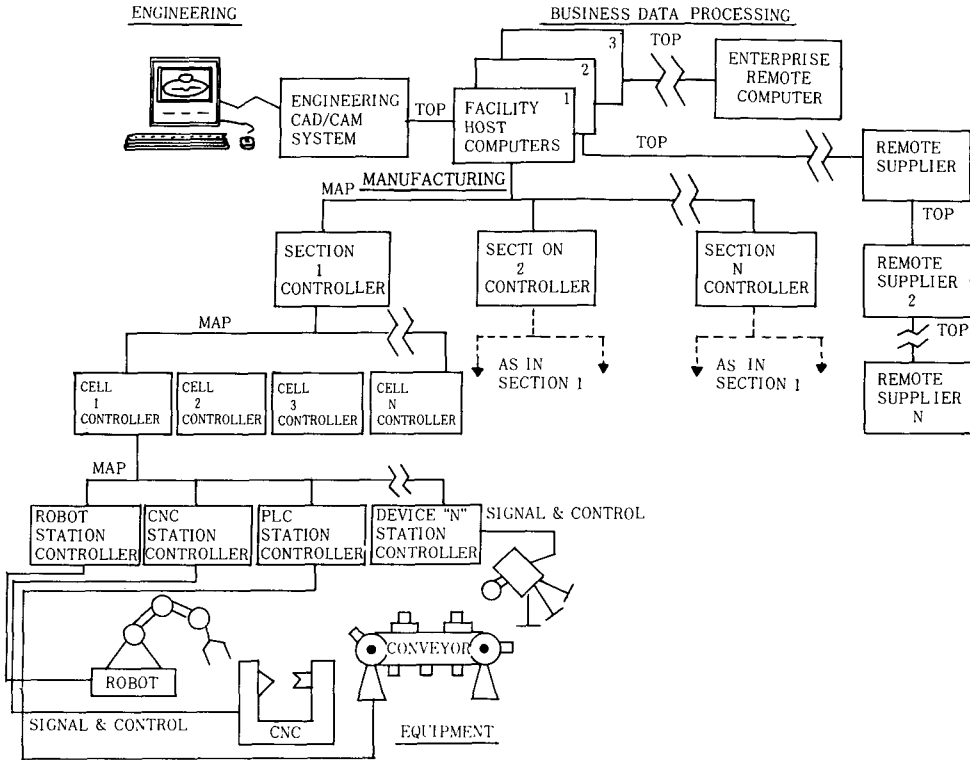 ENGINEERING
BUSINESS DATA PROCESSING
ENGINEERING
CAD/CAM
SYSTEM
TOP
3
2
1
FACILITY
HOST
COMPUTERS
TOP
ENTERPRISE
REMOTE
COMPUTER
TOP
REMOTE
SUPPLIER
TOP
REMOTE
SUPPLIER
2
TOP
REMOTE
SUPPLIER
N
MAP
MANUFACTURING
SECTION
1
CONTROLLER
SECTI ON
2
CONTROLLER
SECTION
N
CONTROLLER
MAP
AS IN
SECTION 1
AS IN
SECTION 1
CELL
1
CONTROLLER
CELL
2
CONTROLLER
CELL
3
CONTROLLER
CELL
N
CONTROLLER
MAP
ROBOT
STATION
CONTROLLER
CNC
STATION
CONTROLLER
PLC
STATION
CONTROLLER
DEVICE "N"
STATION
CONTROLLER
SIGNAL & CONTROL
ROBOT
CONVEYOR
SIGNAL & CONTROL
CNC
EQUIPMENT